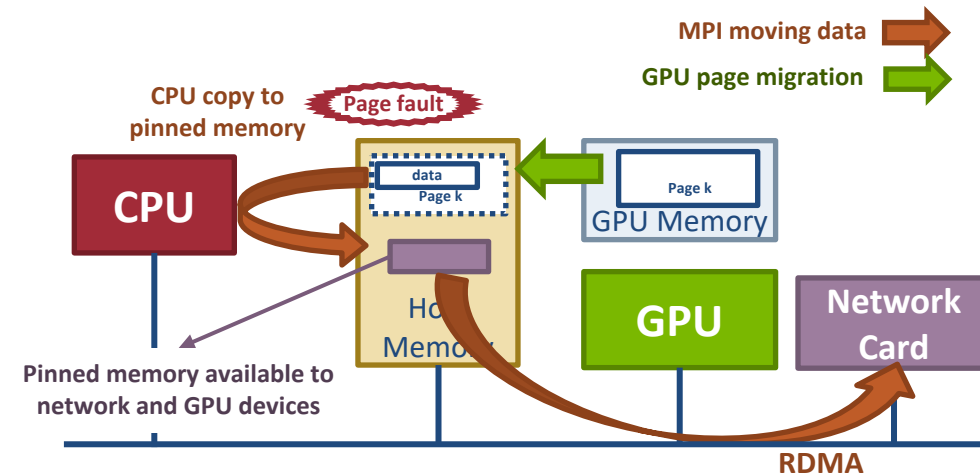 MPI moving data
GPU page migration
CPU copy to
pinned memory
Page fault
CPU
data
Page k
Page k
GPU Memory
Memory
GPU
Network
Card
Pinned memory available to
network and GPU devices
RDMA